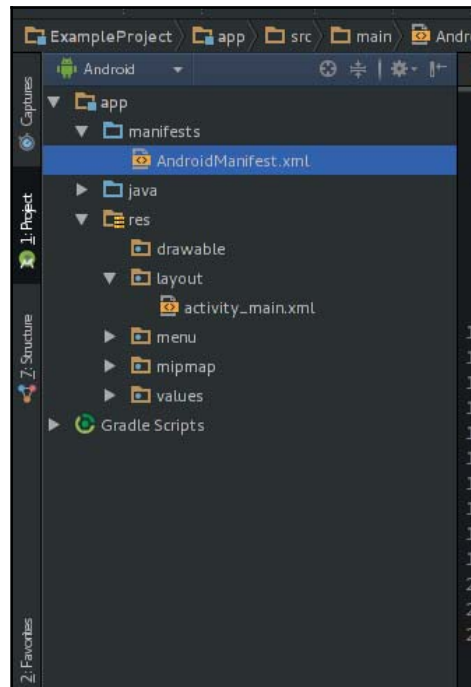 ExampleProject app src main Andr
Android
app
manifests
AndroidManifest.xml
java
res
drawable
layout
activity_main.xml
menu
mipmap
values
Gradle Scripts
Captures
1: Project
7: Structure
2: Favorites